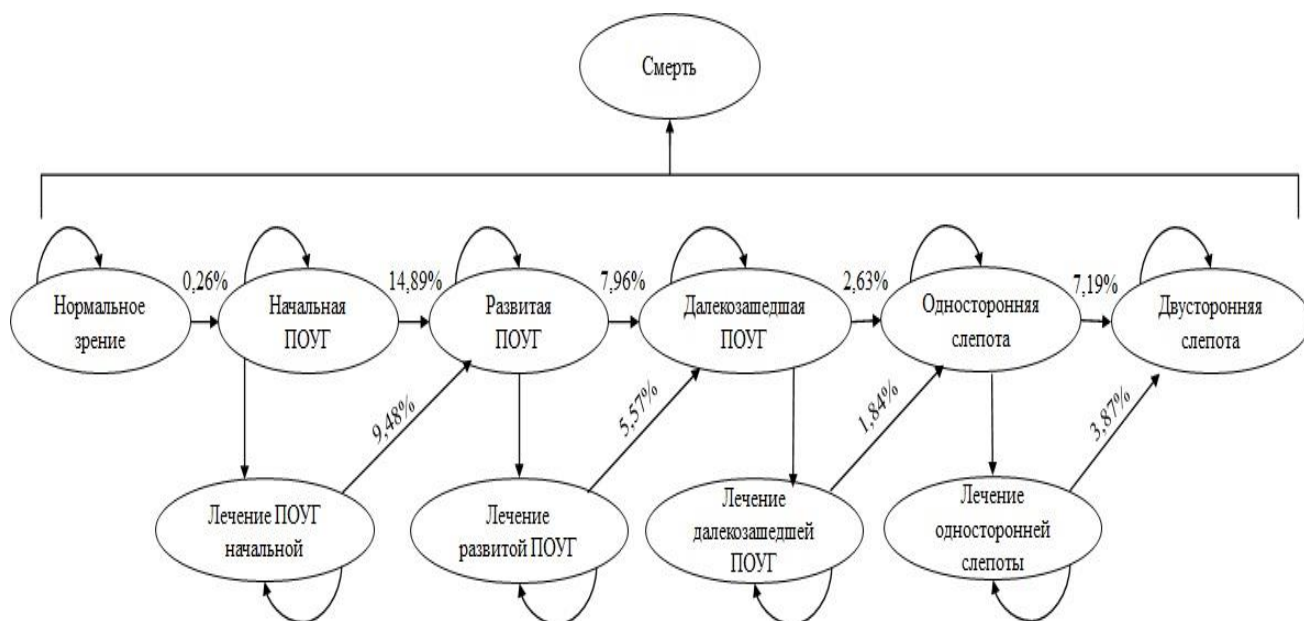 Смерть
0,26%
14,89%
7,96%
2,63%
7,19%
Нормальное
зрение
Начальная
ПОУГ
Развитая
ПОУГ
Далекозашедшая
ПОУГ
Односторонняя
слепота
Двусторонняя
слепота
9,48%
5,57%
1,84%
3,87%
Лечение ПОУГ
начальной
Лечение
развитой ПОУГ
Лечение
далекозашедшей
ПОУГ
Лечение
односторонней
слепоты